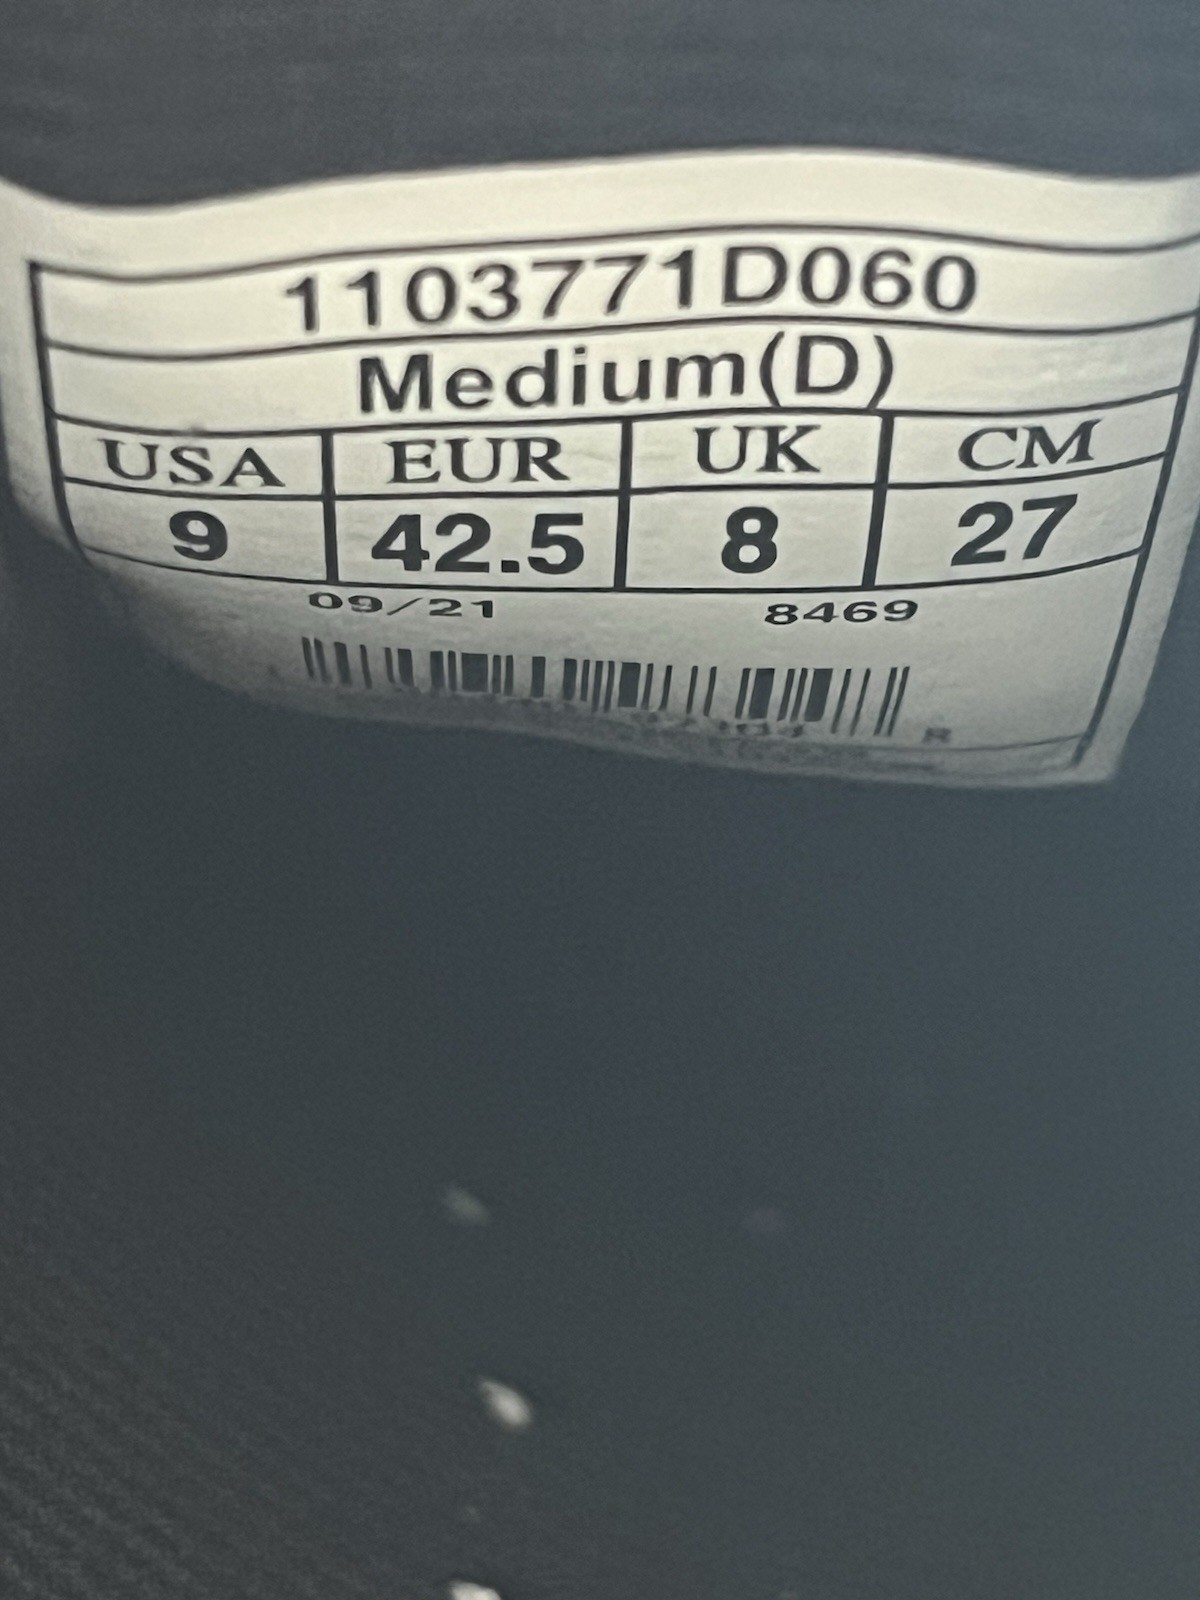 1103771D060
Medium(D)
USA EUR UK CM
9 42.5 8 27
09/21 8469
R